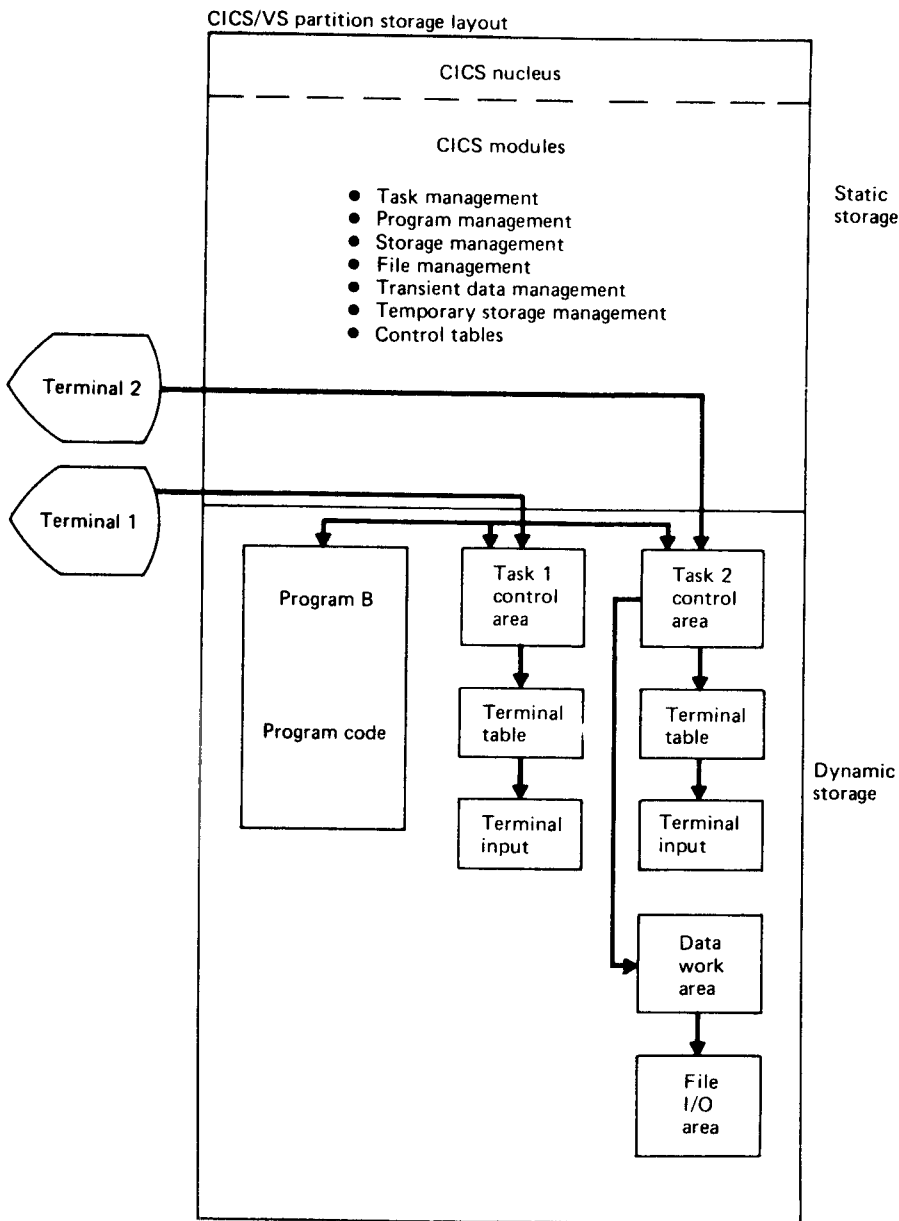 CICS/VS partition storage layout
CICS nucleus
CICS modules
● Task management
● Program management
● Storage management
● File management
● Transient data management
● Temporary storage management
● Control tables
Static
storage
Terminal 2
Terminal 1
Program B
Program code
Task 1
control
area
Terminal
table
Terminal
input
Task 2
control
area
Terminal
table
Terminal
input
Data
work
area
File
I/O
area
Dynamic
storage